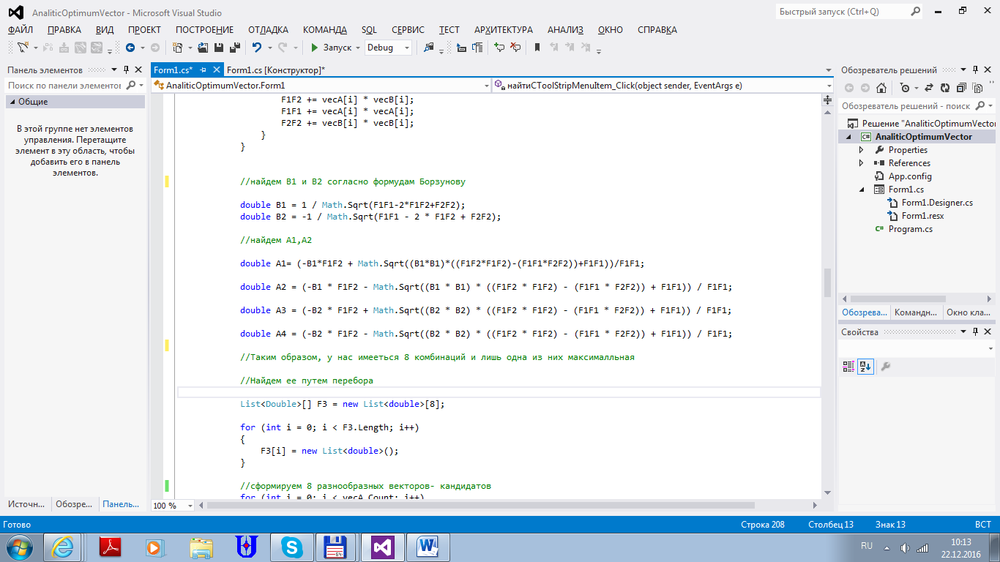 AnaliticOptimumVector - Microsoft Visual Studio
Быстрый запуск (Ctrl+Q)
ФАЙЛ ПРАВКА ВИД ПРОЕКТ ПОСТРОЕНИЕ ОТЛАДКА КОМАНДА SQL СЕРВИС ТЕСТ АРХИТЕКТУРА АНАЛИЗ ОКНО СПРАВКА
Запуск Debug
Панель элементов
Поиск по панели элементов
Общие
В этой группе нет элементов
управления. Перетащите
элемент в эту область, чтобы
добавить его в панель
элементов.
Источн... Обозре... Панель...
Form1.cs* Form1.cs [Конструктор]*
AnaliticOptimumVector.Form1 найтиCToolStripMenuItem_Click(object sender, EventArgs e)
F1F2 += vecA[i] * vecB[i];
F1F1 += vecA[i] * vecA[i];
F2F2 += vecB[i] * vecB[i];
}
}
//найдем B1 и B2 согласно формудам Борзунову
double B1 = 1 / Math.Sqrt(F1F1-2*F1F2+F2F2);
double B2 = -1 / Math.Sqrt(F1F1 - 2 * F1F2 + F2F2);
//найдем A1,A2
double A1= (-B1*F1F2 + Math.Sqrt((B1*B1)*((F1F2*F1F2)-(F1F1*F2F2))+F1F1))/F1F1;
double A2 = (-B1 * F1F2 - Math.Sqrt((B1 * B1) * ((F1F2 * F1F2) - (F1F1 * F2F2)) + F1F1)) / F1F1;
double A3 = (-B2 * F1F2 + Math.Sqrt((B2 * B2) * ((F1F2 * F1F2) - (F1F1 * F2F2)) + F1F1)) / F1F1;
double A4 = (-B2 * F1F2 - Math.Sqrt((B2 * B2) * ((F1F2 * F1F2) - (F1F1 * F2F2)) + F1F1)) / F1F1;
//Таким образом, у нас имееться 8 комбинаций и лишь одна из них максималльная
//Найдем ее путем перебора
List<Double>[] F3 = new List<double>[8];
for (int i = 0; i < F3.Length; i++)
{
F3[i] = new List<double>();
}
//сформируем 8 разнообразных векторов- кандидатов
for (int i = 0; i < vecA.Count; i++)
100 %
Обозреватель решений
Обозреватель решений - поиск
Решение "AnaliticOptimumVector
AnaliticOptimumVector
Properties
References
App.config
Form1.cs
Form1.Designer.cs
Form1.resx
Program.cs
Обозрева... Командн... Окно кла...
Свойства
Готово Строка 208 Столбец 13 Знак 13 ВСТ
RU 10:13
22.12.2016